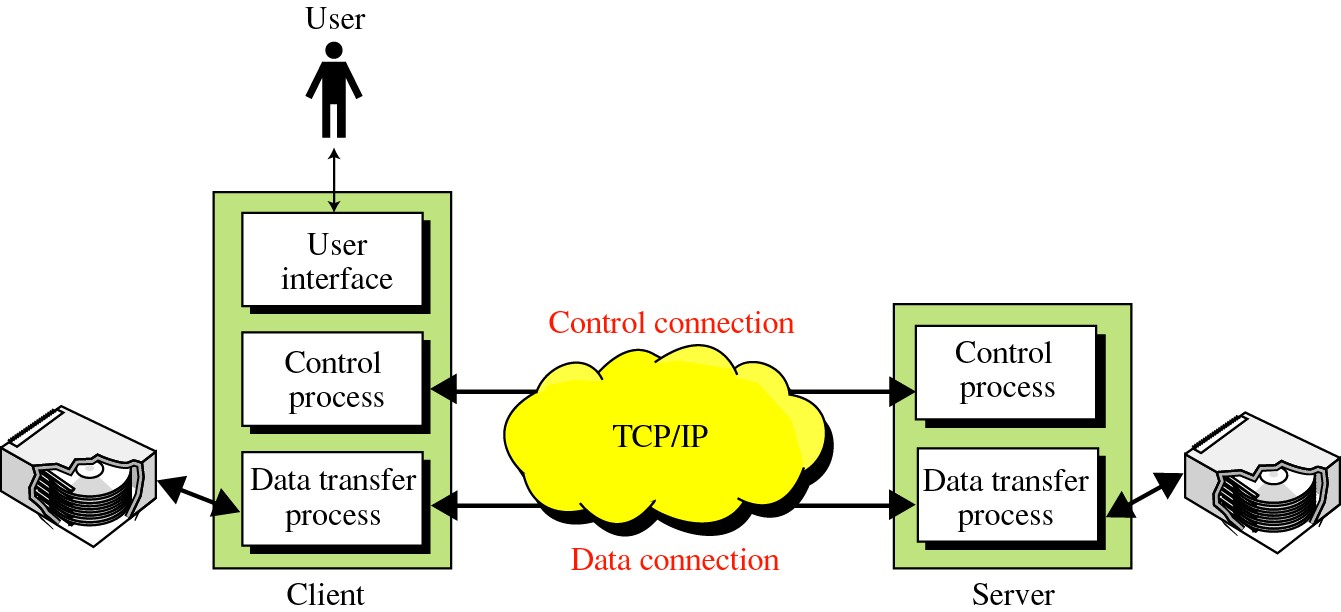 User
User
interface
Control
process
Data transfer
process
Client
Control connection
TCP/IP
Data connection
Control
process
Data transfer
process
Server